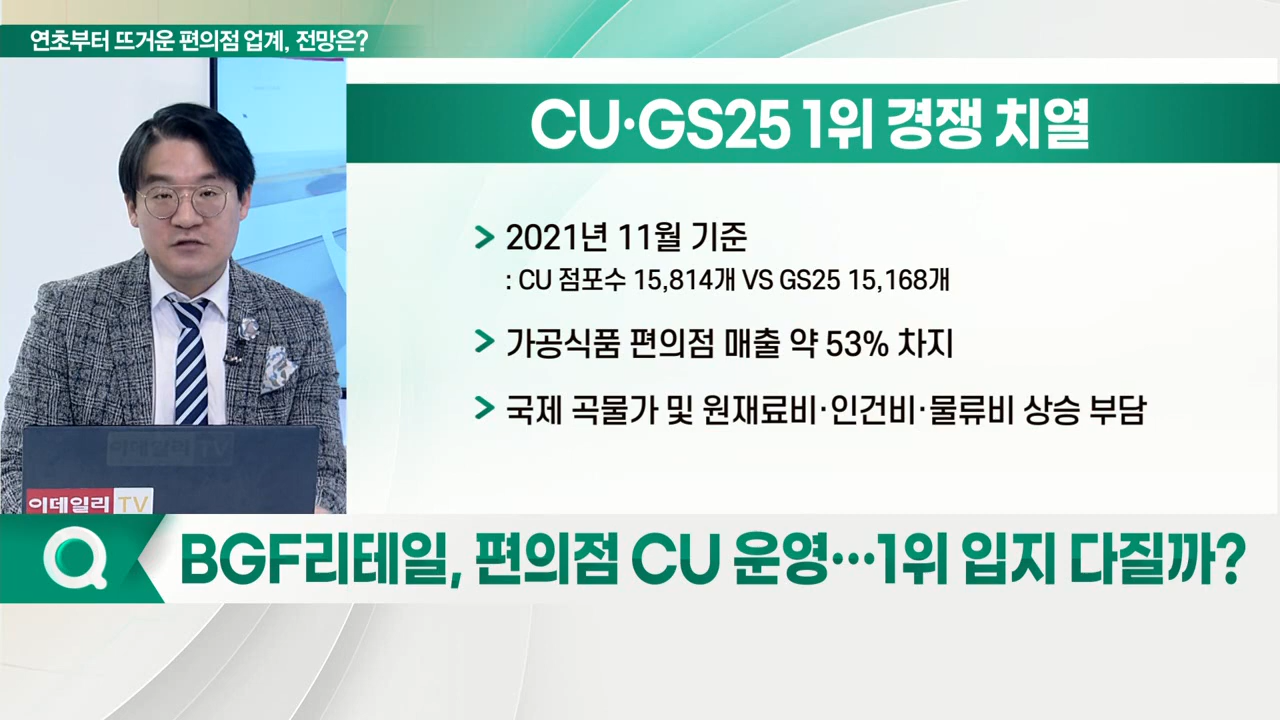 연초부터 뜨거운 편의점 업계, 전망은?
CU·GS25 1위 경쟁 치열
2021년 11월 기준
: CU 점포수 15,814개 VS GS25 15,168개
가공식품 편의점 매출 약 53% 차지
국제 곡물가 및 원재료비·인건비·물류비 상승 부담
이데일리 TV
이데일리 TV
Q BGF리테일, 편의점 CU 운영…1위 입지 다질까?